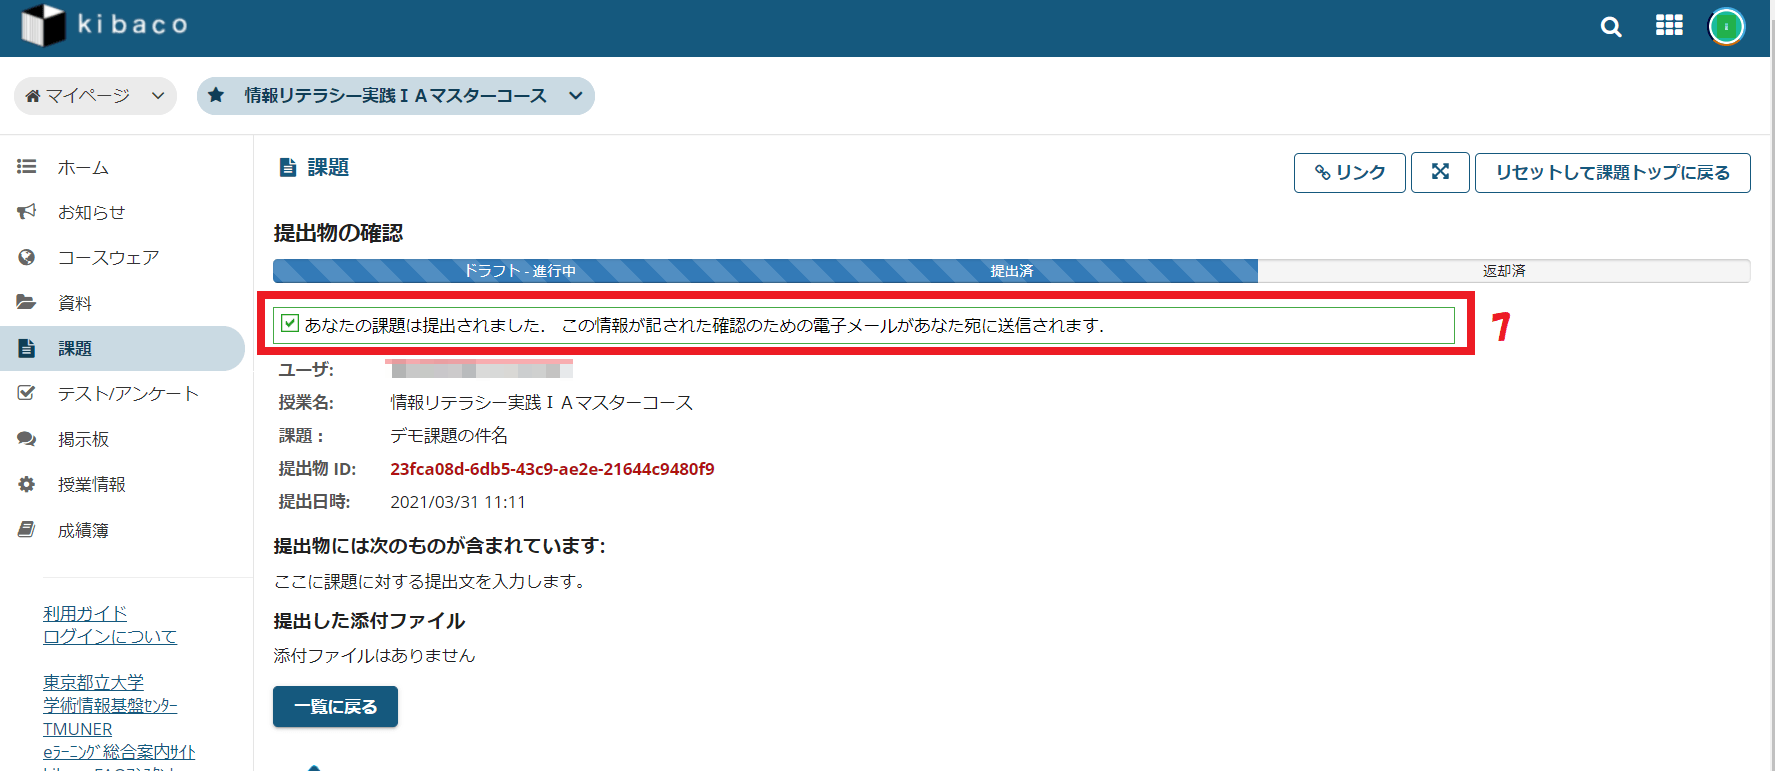 kibaco
マイページ
情報リテラシー実践ⅠAマスターコース
ホーム
お知らせ
コースウェア
資料
課題
テスト/アンケート
掲示板
授業情報
成績簿
利用ガイド
ログインについて
東京都立大学
学術情報基盤ｾﾝﾀｰ
TMUNER
eﾗｰﾆﾝｸﾞ総合案内ｻｲﾄ
課題
リンク
リセットして課題トップに戻る
提出物の確認
ドラフト - 進行中
提出済
返却済
あなたの課題は提出されました． この情報が記された確認のための電子メールがあなた宛に送信されます．
7
ユーザ:
授業名: 情報リテラシー実践ⅠAマスターコース
課題： デモ課題の件名
提出物 ID: 23fca08d-6db5-43c9-ae2e-21644c9480f9
提出日時: 2021/03/31 11:11
提出物には次のものが含まれています:
ここに課題に対する提出文を入力します。
提出した添付ファイル
添付ファイルはありません
一覧に戻る